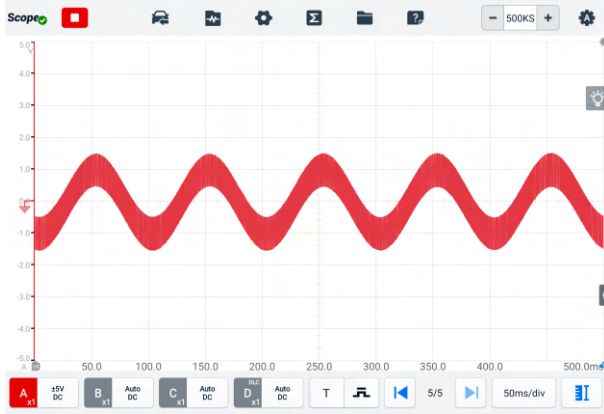 Scope
- 500KS +
A
5.0
V
4.0
3.0
2.0
1.0
0.0
-1.0
-2.0
-3.0
-4.0
-5.0
A 50.0 100.0 150.0 200.0 250.0 300.0 350.0 400.0 500.0ms
A x1 ±5V DC
B x1 Auto DC
C x1 Auto DC
DLC
D x1 Auto DC
T
5/5
50ms/div